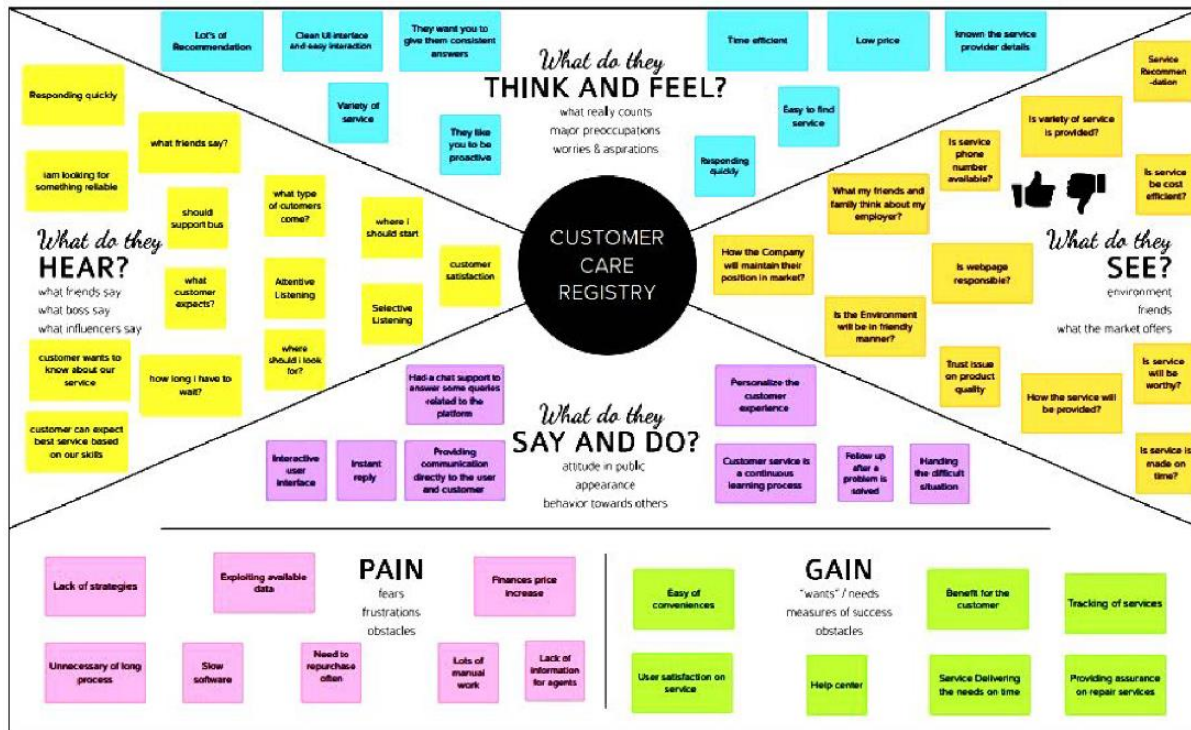 Lot's of
Recommendation
Clean UI interface
and easy interaction
They want you to
give them consistent
answers
Variety of
service
They like
you to be
proactive
What do they
THINK AND FEEL?
what really counts
major preoccupations
worries & aspirations
Time efficient
Low price
known the service
provider details
Easy to find
service
Responding
quickly
Responding quickly
what friends say?
iam looking for
something reliable
should
support bus
what type
of cutomers
come?
where i
should start
What do they
HEAR?
what friends say
what boss say
what influencers say
what
customer
expects?
Attentive
Listening
customer
satisfaction
Selective
Listening
where
should i look
for?
customer wants to
know about our
service
how long i have to
wait?
customer can expect
best service based
on our skills
CUSTOMER
CARE
REGISTRY
Service
Recommen
-dation
Is variety of service
is provided?
Is service
phone
number
available?
Is service
be cost
efficient?
What my friends and
family think about my
employer?
How the Company
will maintain their
position in market?
Is webpage
responsible?
What do they
SEE?
environment
friends
what the market offers
Is the Environment
will be in friendly
manner?
Trust issue
on product
quality
Is service
will be
worthy?
How the service will
be provided?
Is service is
made on
time?
Had a chat support to
answer some queries
related to the
platform
Interactive
user
interface
Instant
reply
Providing
communication
directly to the user
and customer
What do they
SAY AND DO?
attitude in public
appearance
behavior towards others
Personalize the
customer
experience
Customer service is
a continuous
learning process
Follow up
after a
problem is
solved
Handing
the difficult
situation
PAIN
fears
frustrations
obstacles
Lack of strategies
Exploiting available
data
Finances price
increase
Unnecessary of long
process
Slow
software
Need to
repurchase
often
Lots of
manual
work
Lack of
information
for agents
GAIN
"wants" / needs
measures of success
obstacles
Easy of
conveniences
Benefit for the
customer
Tracking of services
User satisfaction on
service
Help center
Service Delivering
the needs on time
Providing assurance
on repair services